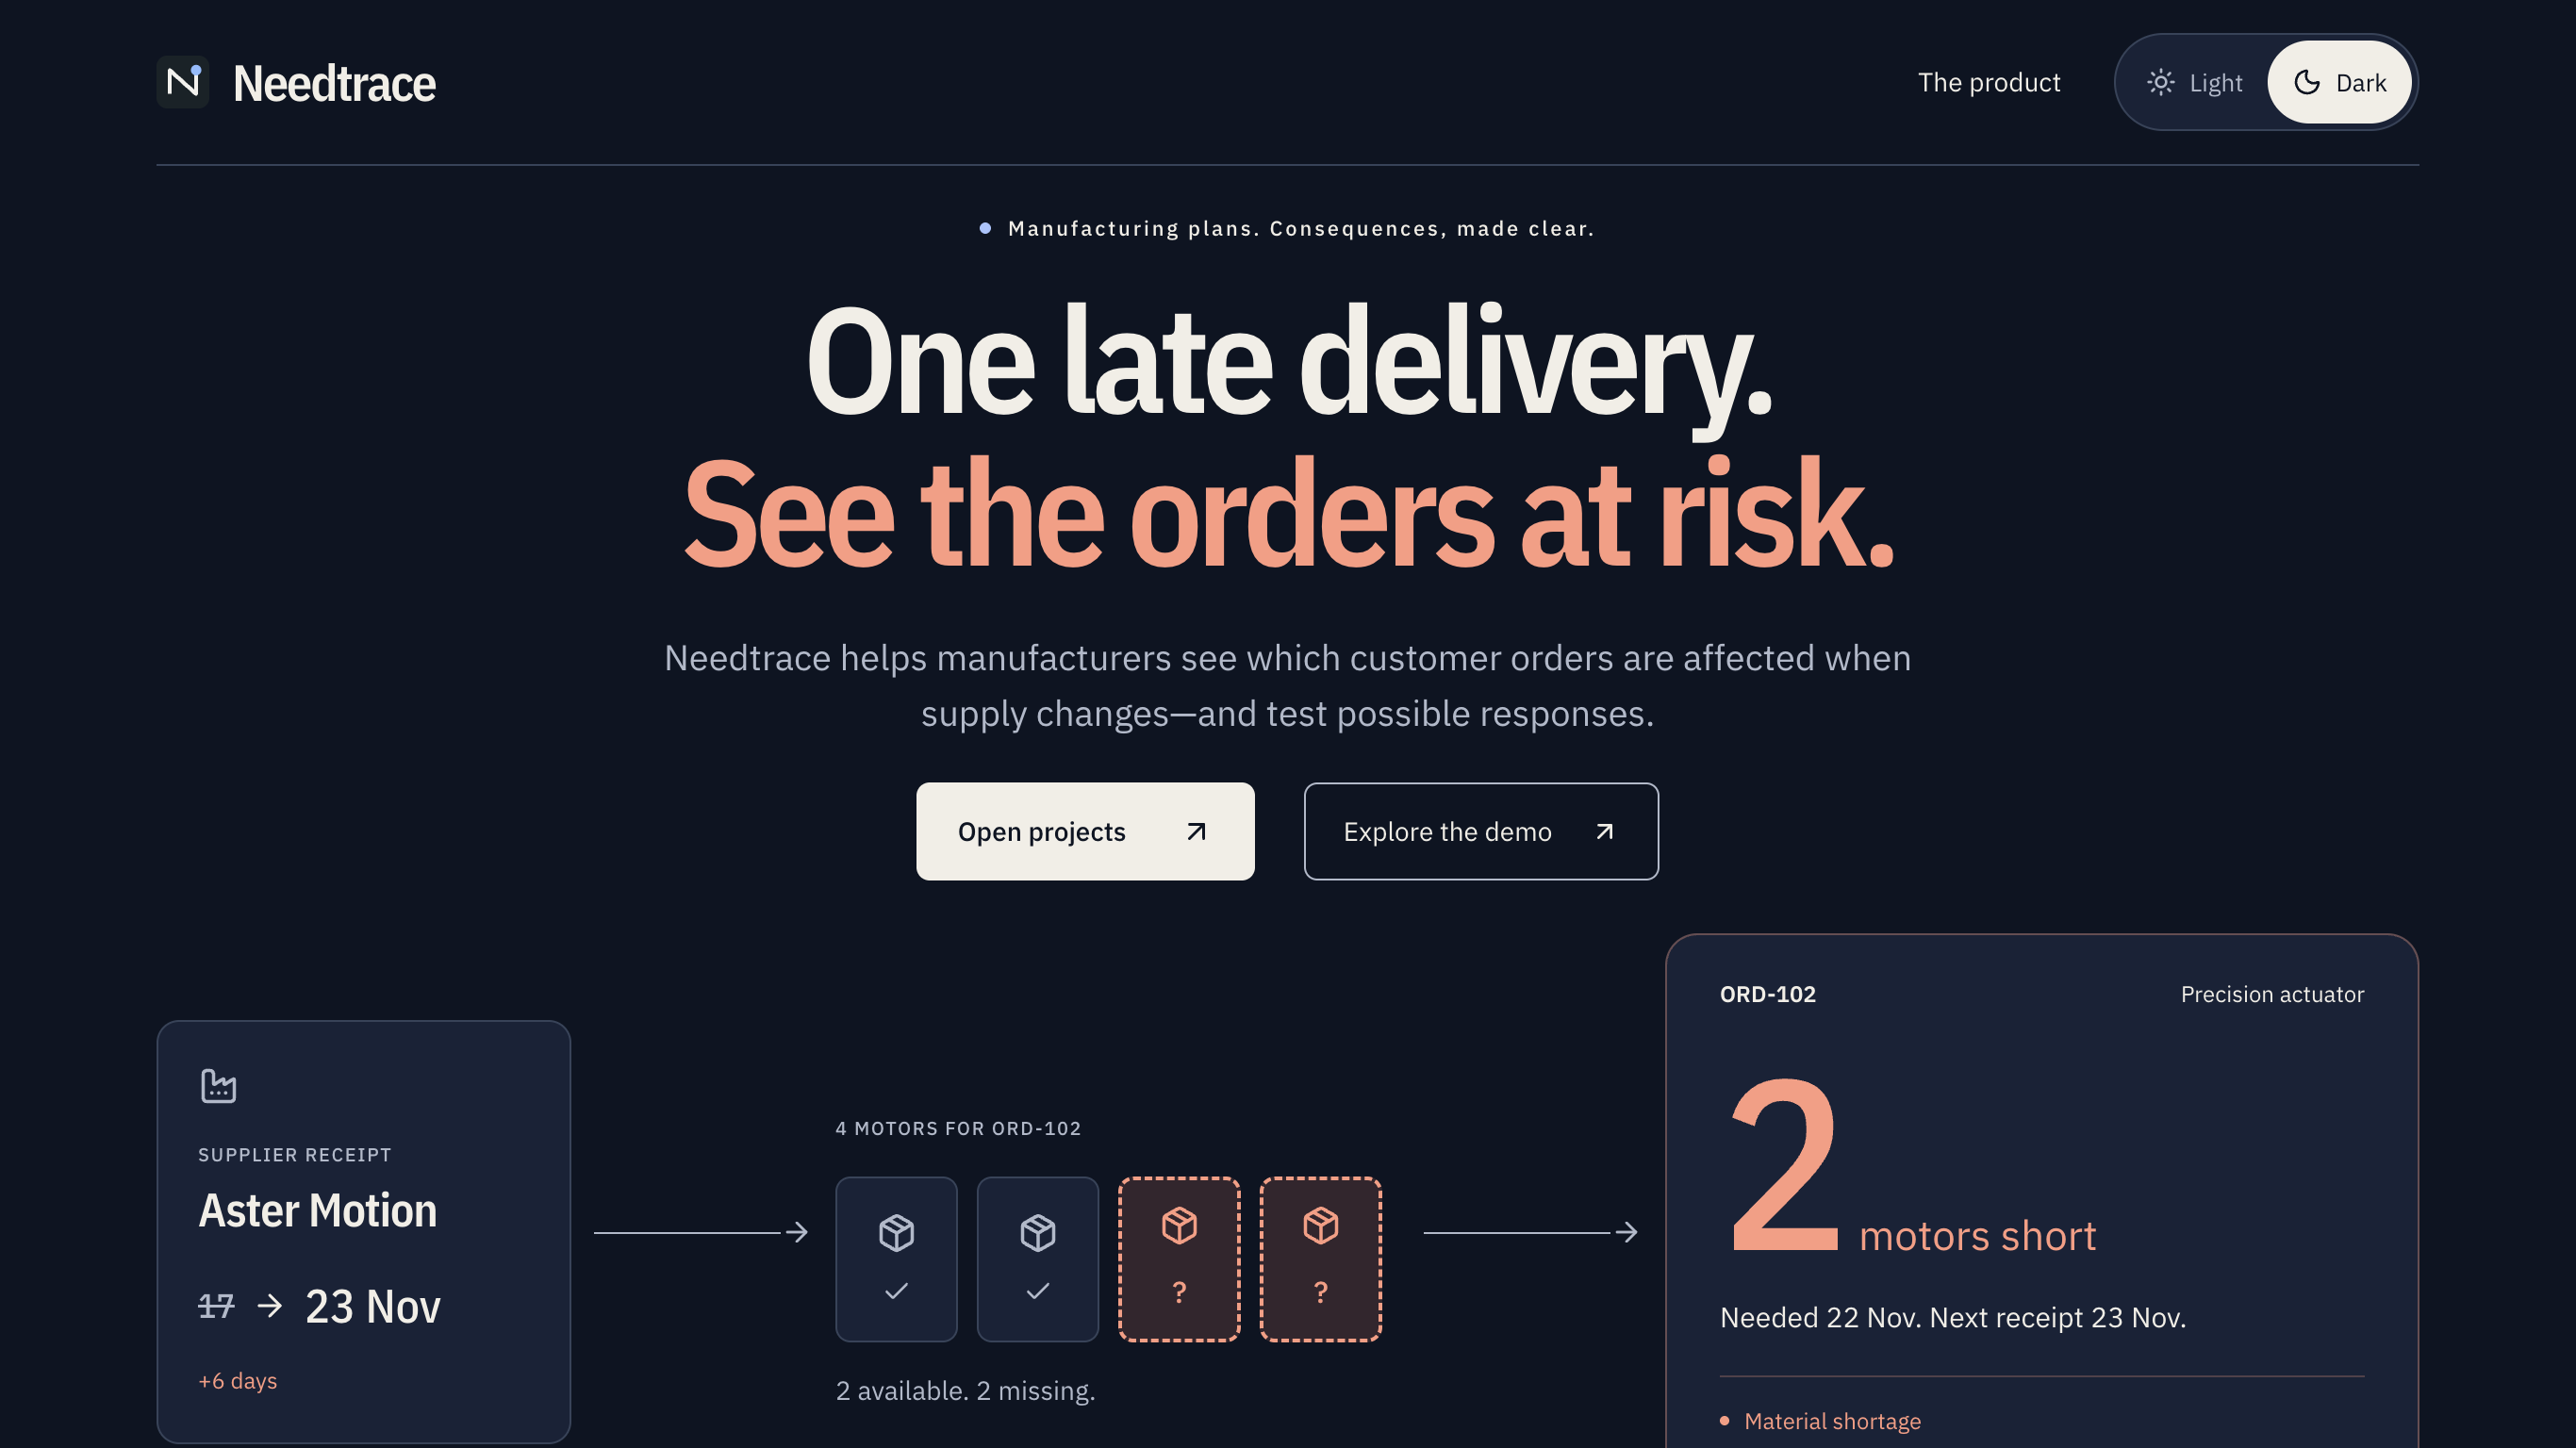 Needtrace
The product
Light
Dark
Manufacturing plans. Consequences, made clear.
One late delivery.
See the orders at risk.
Needtrace helps manufacturers see which customer orders are affected when
supply changes—and test possible responses.
Open projects
Explore the demo
SUPPLIER RECEIPT
Aster Motion
17 → 23 Nov
+6 days
4 MOTORS FOR ORD-102
? ?
2 available. 2 missing.
ORD-102
Precision actuator
2 motors short
Needed 22 Nov. Next receipt 23 Nov.
Material shortage